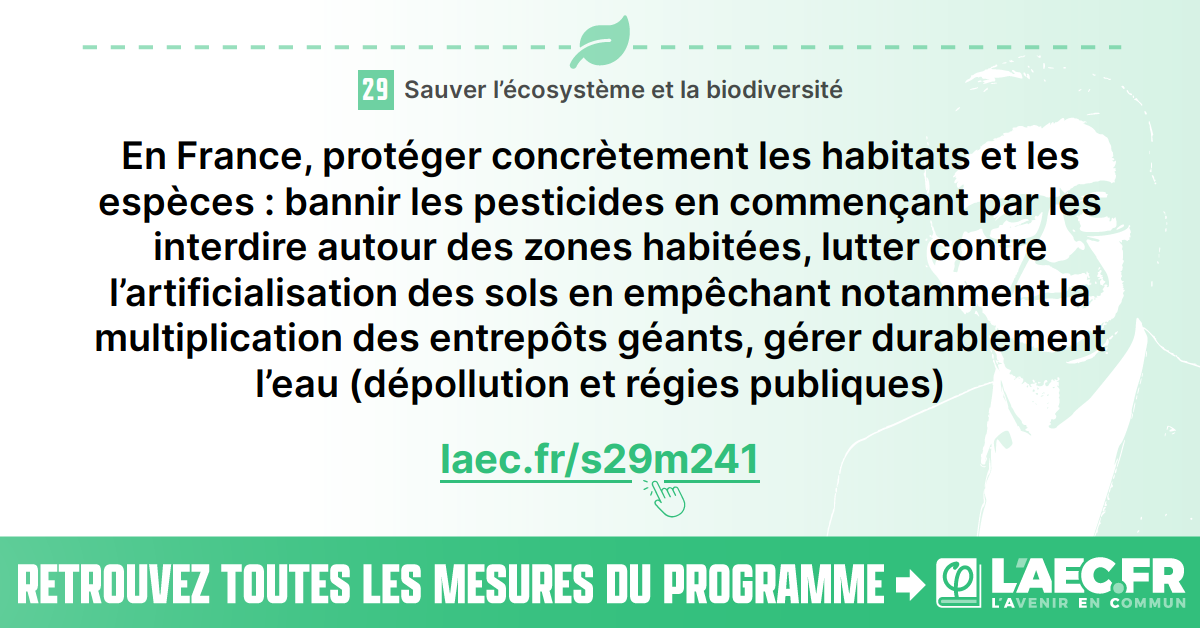 29 Sauver l’écosystème et la biodiversité
En France, protéger concrètement les habitats et les
espèces : bannir les pesticides en commençant par les
interdire autour des zones habitées, lutter contre
l’artificialisation des sols en empêchant notamment la
multiplication des entrepôts géants, gérer durablement
l’eau (dépollution et régies publiques)
laec.fr/s29m241
RETROUVEZ TOUTES LES MESURES DU PROGRAMME
φ L’AEC.FR
L’AVENIR EN COMMUN